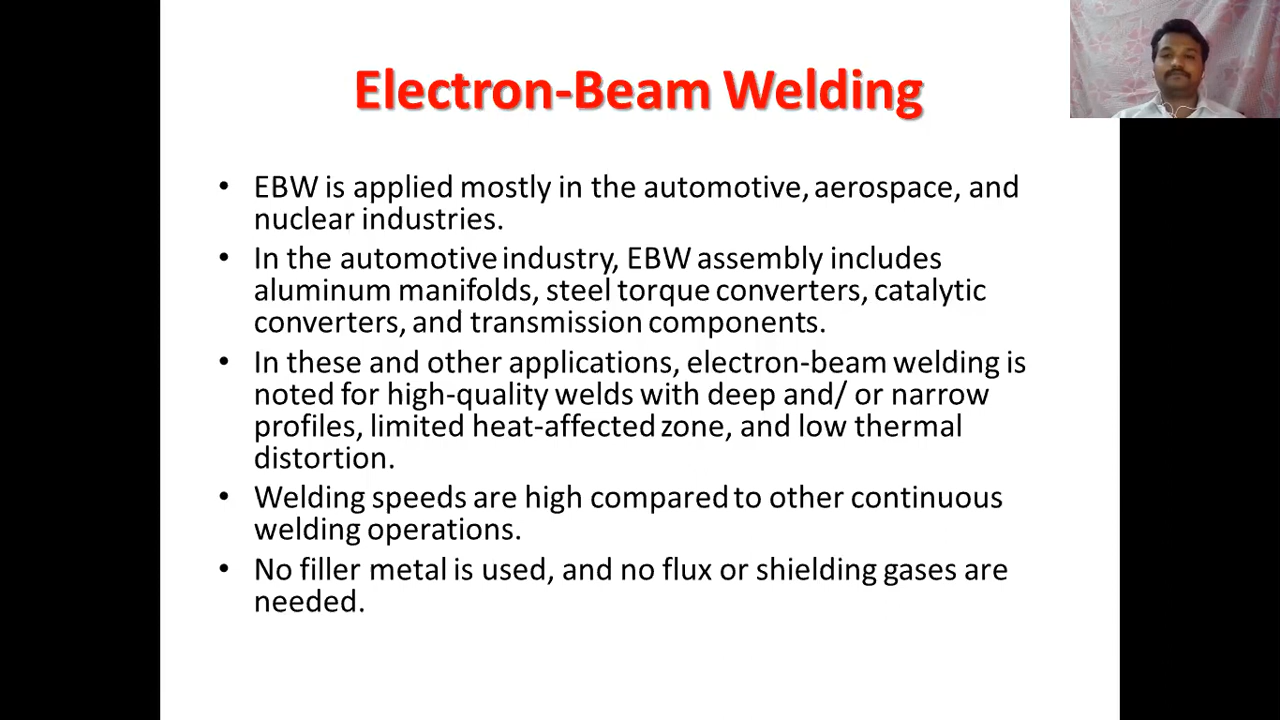 Electron-Beam Welding
• EBW is applied mostly in the automotive, aerospace, and
nuclear industries.
• In the automotive industry, EBW assembly includes
aluminum manifolds, steel torque converters, catalytic
converters, and transmission components.
• In these and other applications, electron-beam welding is
noted for high-quality welds with deep and/ or narrow
profiles, limited heat-affected zone, and low thermal
distortion.
• Welding speeds are high compared to other continuous
welding operations.
• No filler metal is used, and no flux or shielding gases are
needed.